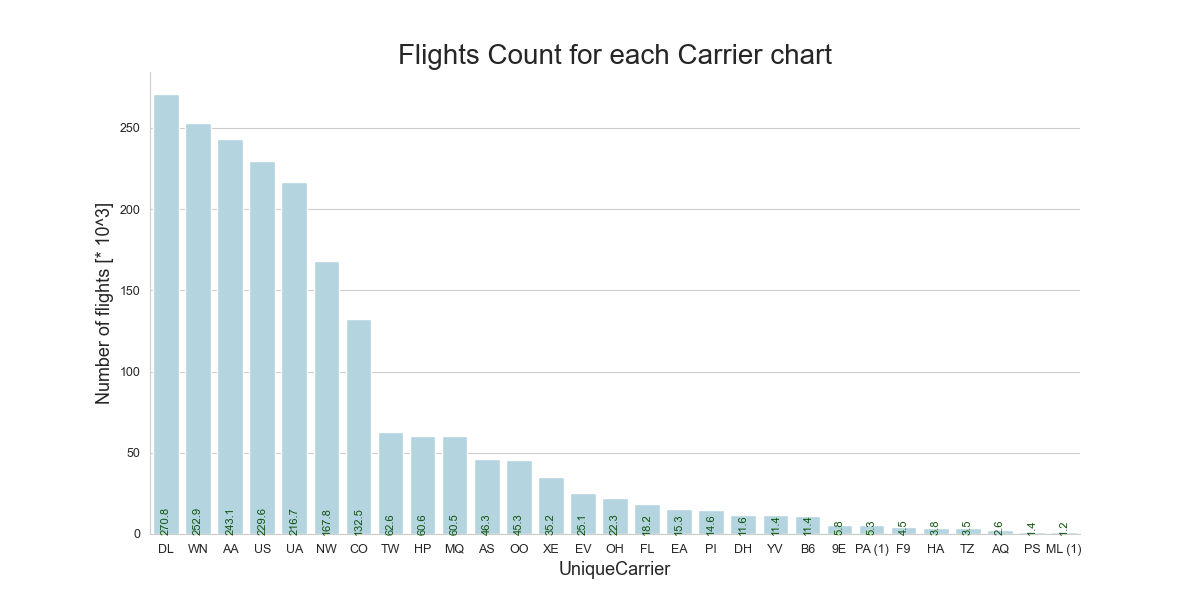 Flights Count for each Carrier chart
Number of flights [* 10^3]
250
200
150
100
50
0
270.8 252.9 243.1 229.6 216.7 167.8 132.5 62.6 60.6 60.5 46.3 45.3 35.2 25.1 22.3 18.2 15.3 14.6 11.6 11.4 11.4 5.8 5.3 4.5 3.8 3.5 2.6 1.4 1.2
DL WN AA US UA NW CO TW HP MQ AS OO XE EV OH FL EA PI DH YV B6 9E PA (1) F9 HA TZ AQ PS ML (1)
UniqueCarrier